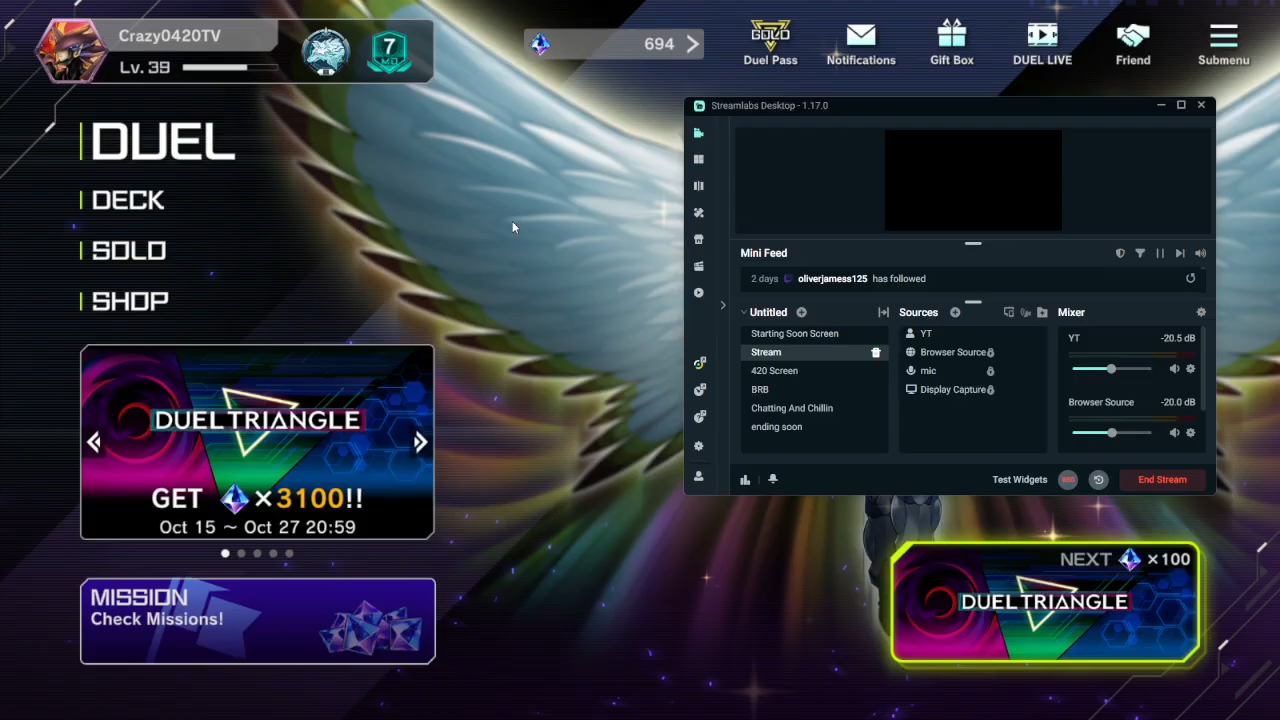 Crazy0420TV
Lv. 39
7
MD
694
GOLD
Duel Pass
Notifications
Gift Box
DUEL LIVE
Friend
Submenu
DUEL
DECK
SOLO
SHOP
DUEL TRIANGLE
GET ×3100!!
Oct 15 ~ Oct 27 20:59
MISSION
Check Missions!
Streamlabs Desktop - 1.17.0
Mini Feed
2 days oliverjamess125 has followed
Untitled
Starting Soon Screen
Stream
420 Screen
BRB
Chatting And Chillin
ending soon
Sources
YT
Browser Source
mic
Display Capture
Mixer
YT -20.5 dB
Browser Source -20.0 dB
Test Widgets
REC
End Stream
NEXT ×100
DUEL TRIANGLE